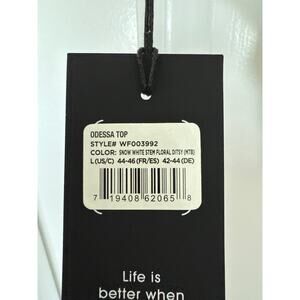 ODESSA TOP
STYLE# WF003992
COLOR: SNOW WHITE STEM FLORAL DITSY (MTB)
L(US/C) 44-46(FR/ES) 42-44(DE)
7 19408 62065 8
Life is
better when